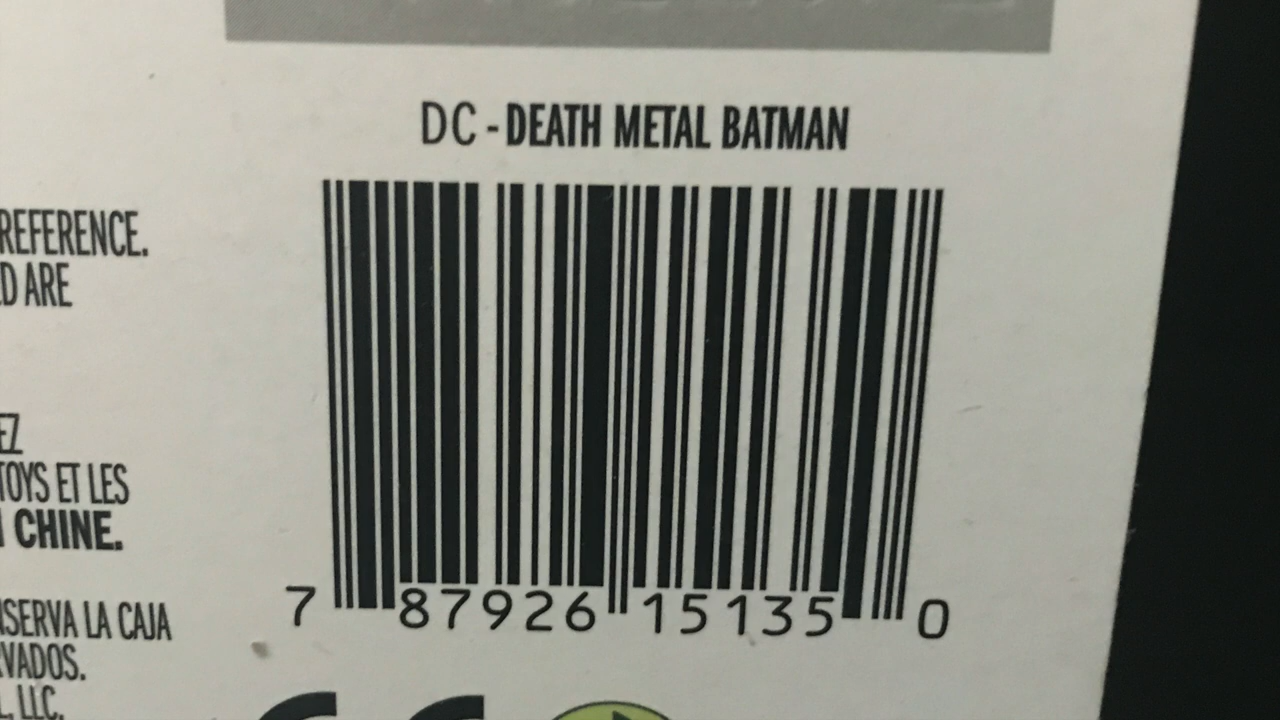 DC - DEATH METAL BATMAN
REFERENCE.
D ARE
EZ
TOYS ET LES
CHINE.
SERVA LA CAJA
VADOS.
LLC.
7 87926 15135 0
CE